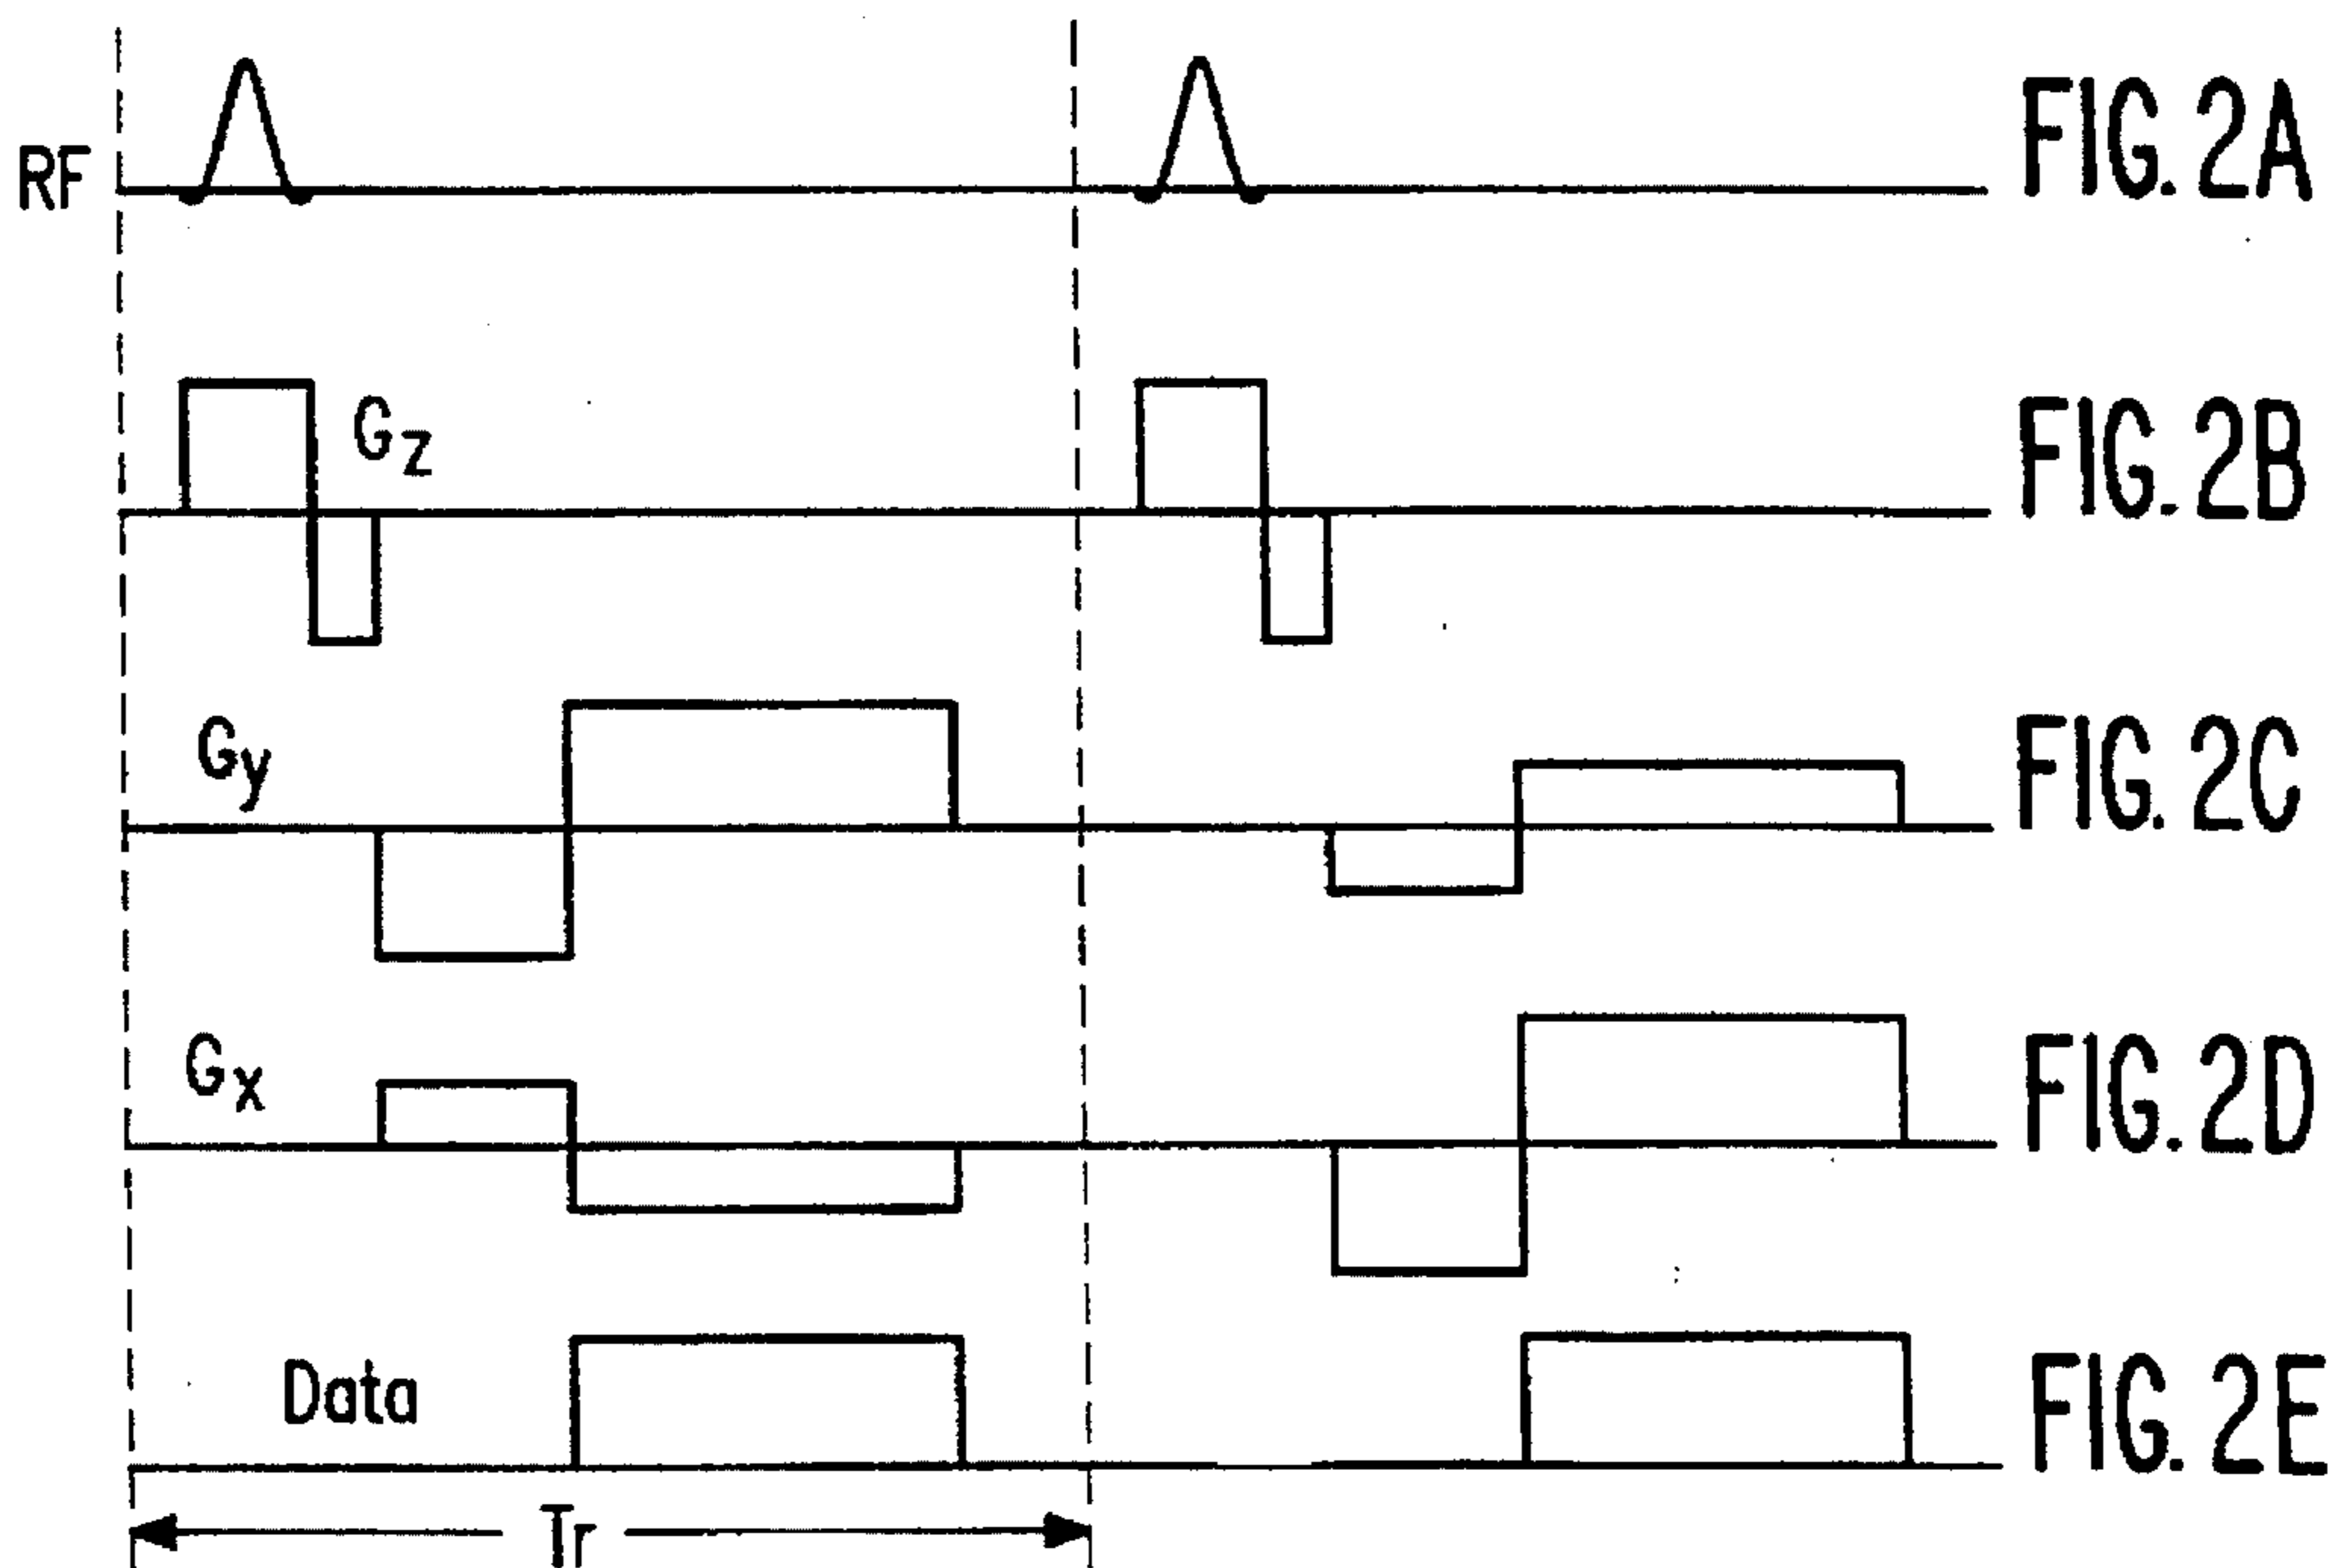 RF
FIG. 2A
Gz
FIG. 2B
Gy
FIG. 2C
Gx
FIG. 2D
Data
FIG. 2E
Tr